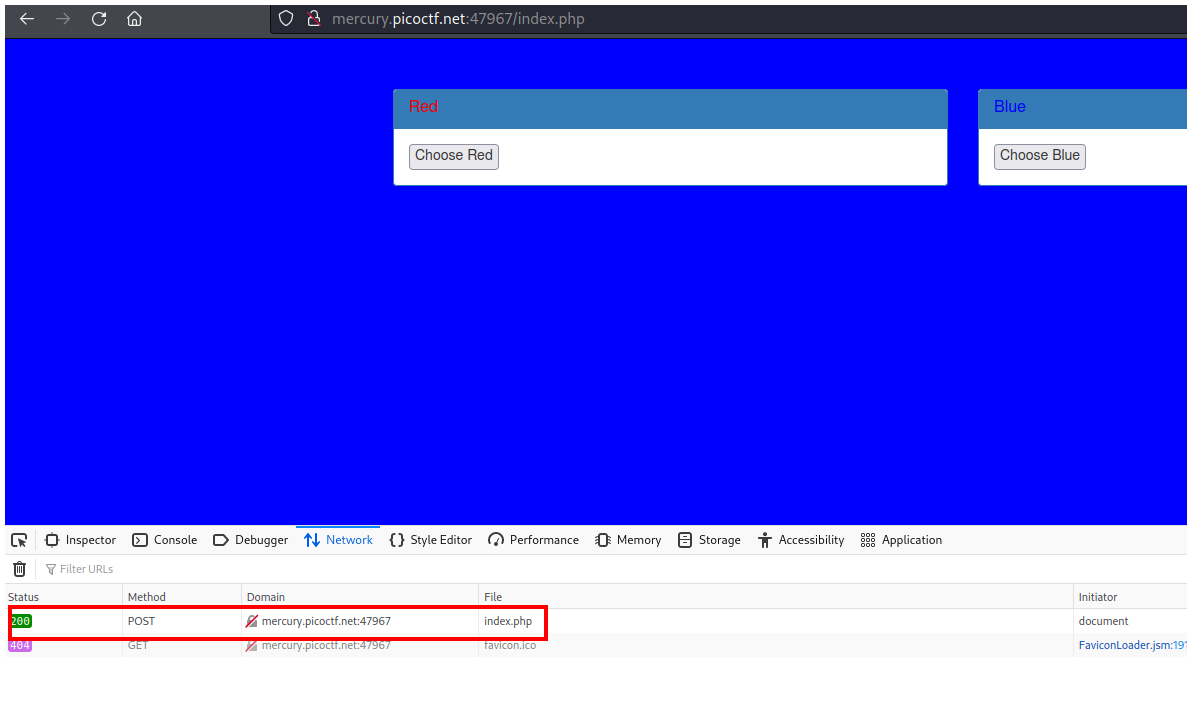 mercury.picoctf.net:47967/index.php
Red Blue
Choose Red Choose Blue
Inspector Console Debugger Network Style Editor Performance Memory Storage Accessibility Application
Filter URLs
Status Method Domain File Initiator
200 POST mercury.picoctf.net:47967 index.php document
404 GET mercury.picoctf.net:47967 favicon.ico FaviconLoader.jsm:191